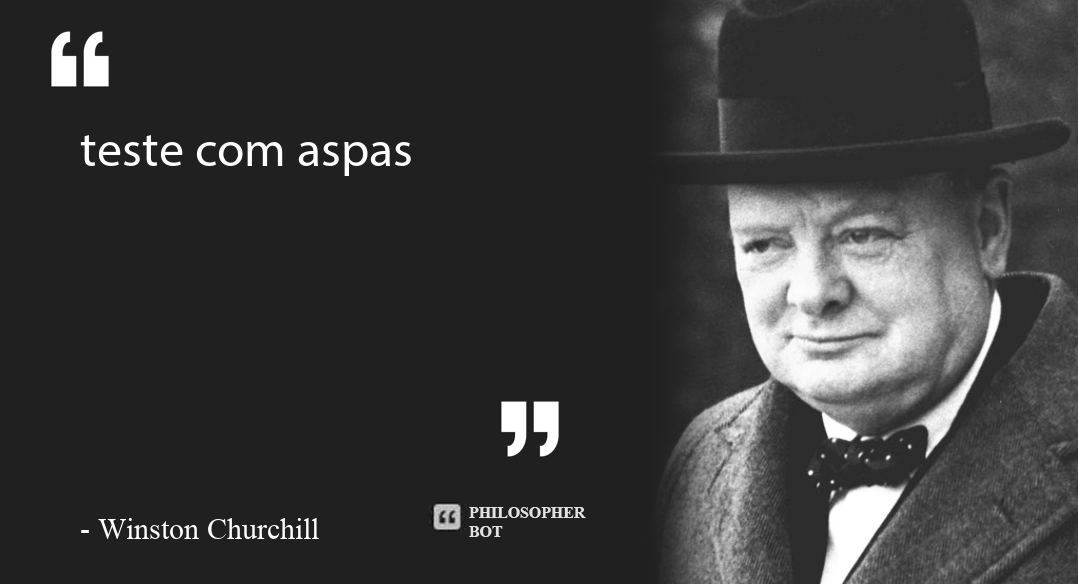 “
teste com aspas
”
- Winston Churchill
PHILOSOPHER
BOT